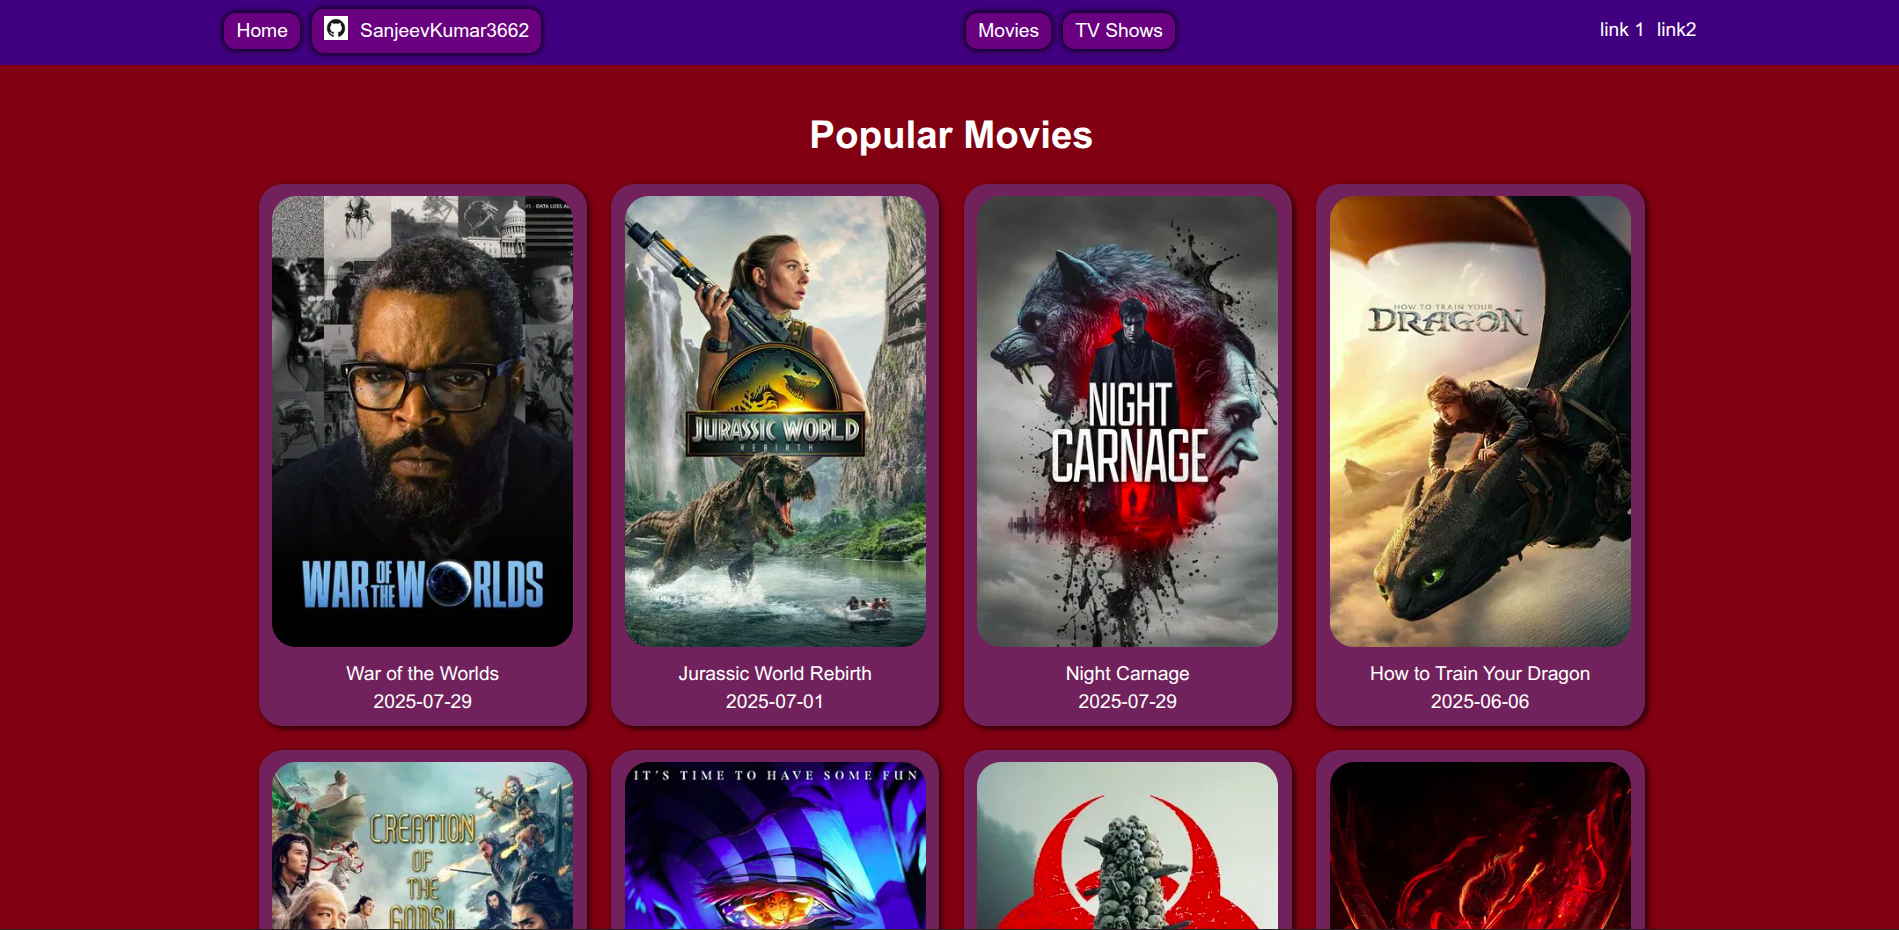 Home SanjeevKumar3662 Movies TV Shows link 1 link2
Popular Movies
DATA LOSS
WAR OF THE WORLDS
War of the Worlds
2025-07-29
JURASSIC WORLD
REBIRTH
Jurassic World Rebirth
2025-07-01
NIGHT
CARNAGE
Night Carnage
2025-07-29
HOW TO TRAIN YOUR
DRAGON
How to Train Your Dragon
2025-06-06
CREATION
OF
THE
GODS II
IT'S TIME TO HAVE SOME FUN